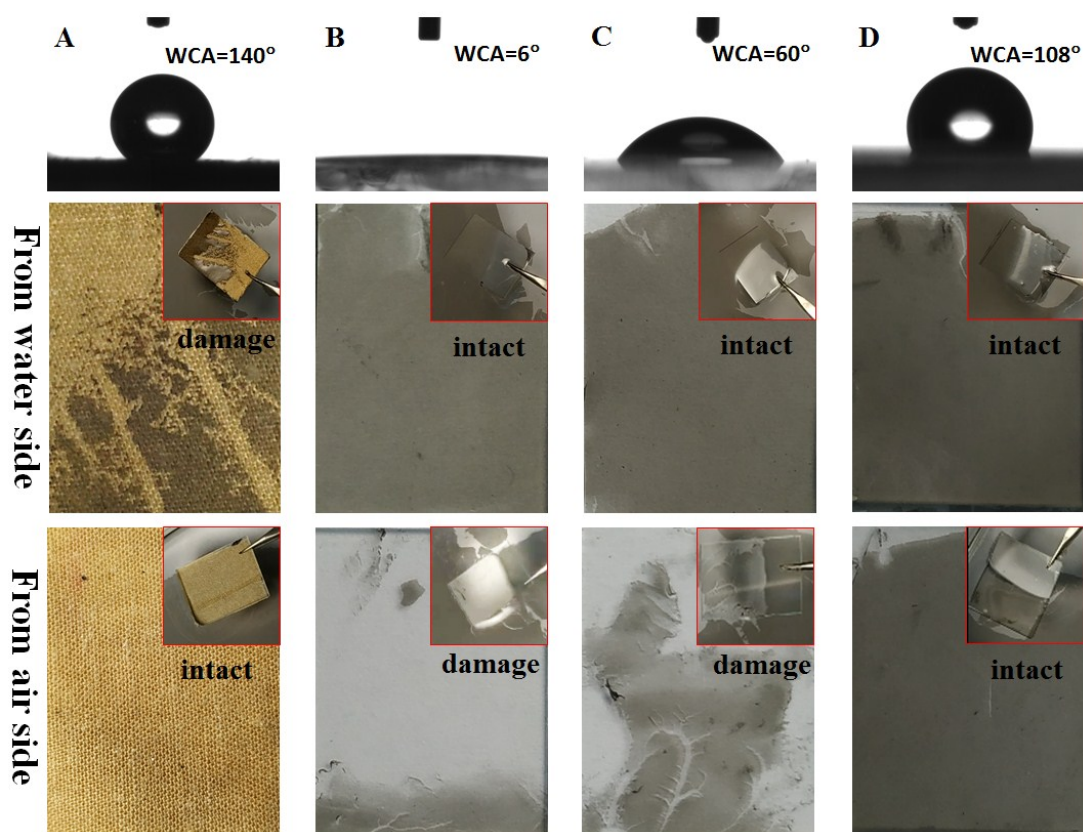 A
WCA=140°
B
WCA=6°
C
WCA=60°
D
WCA=108°
From water side
damage
intact
intact
intact
From air side
intact
damage
damage
intact